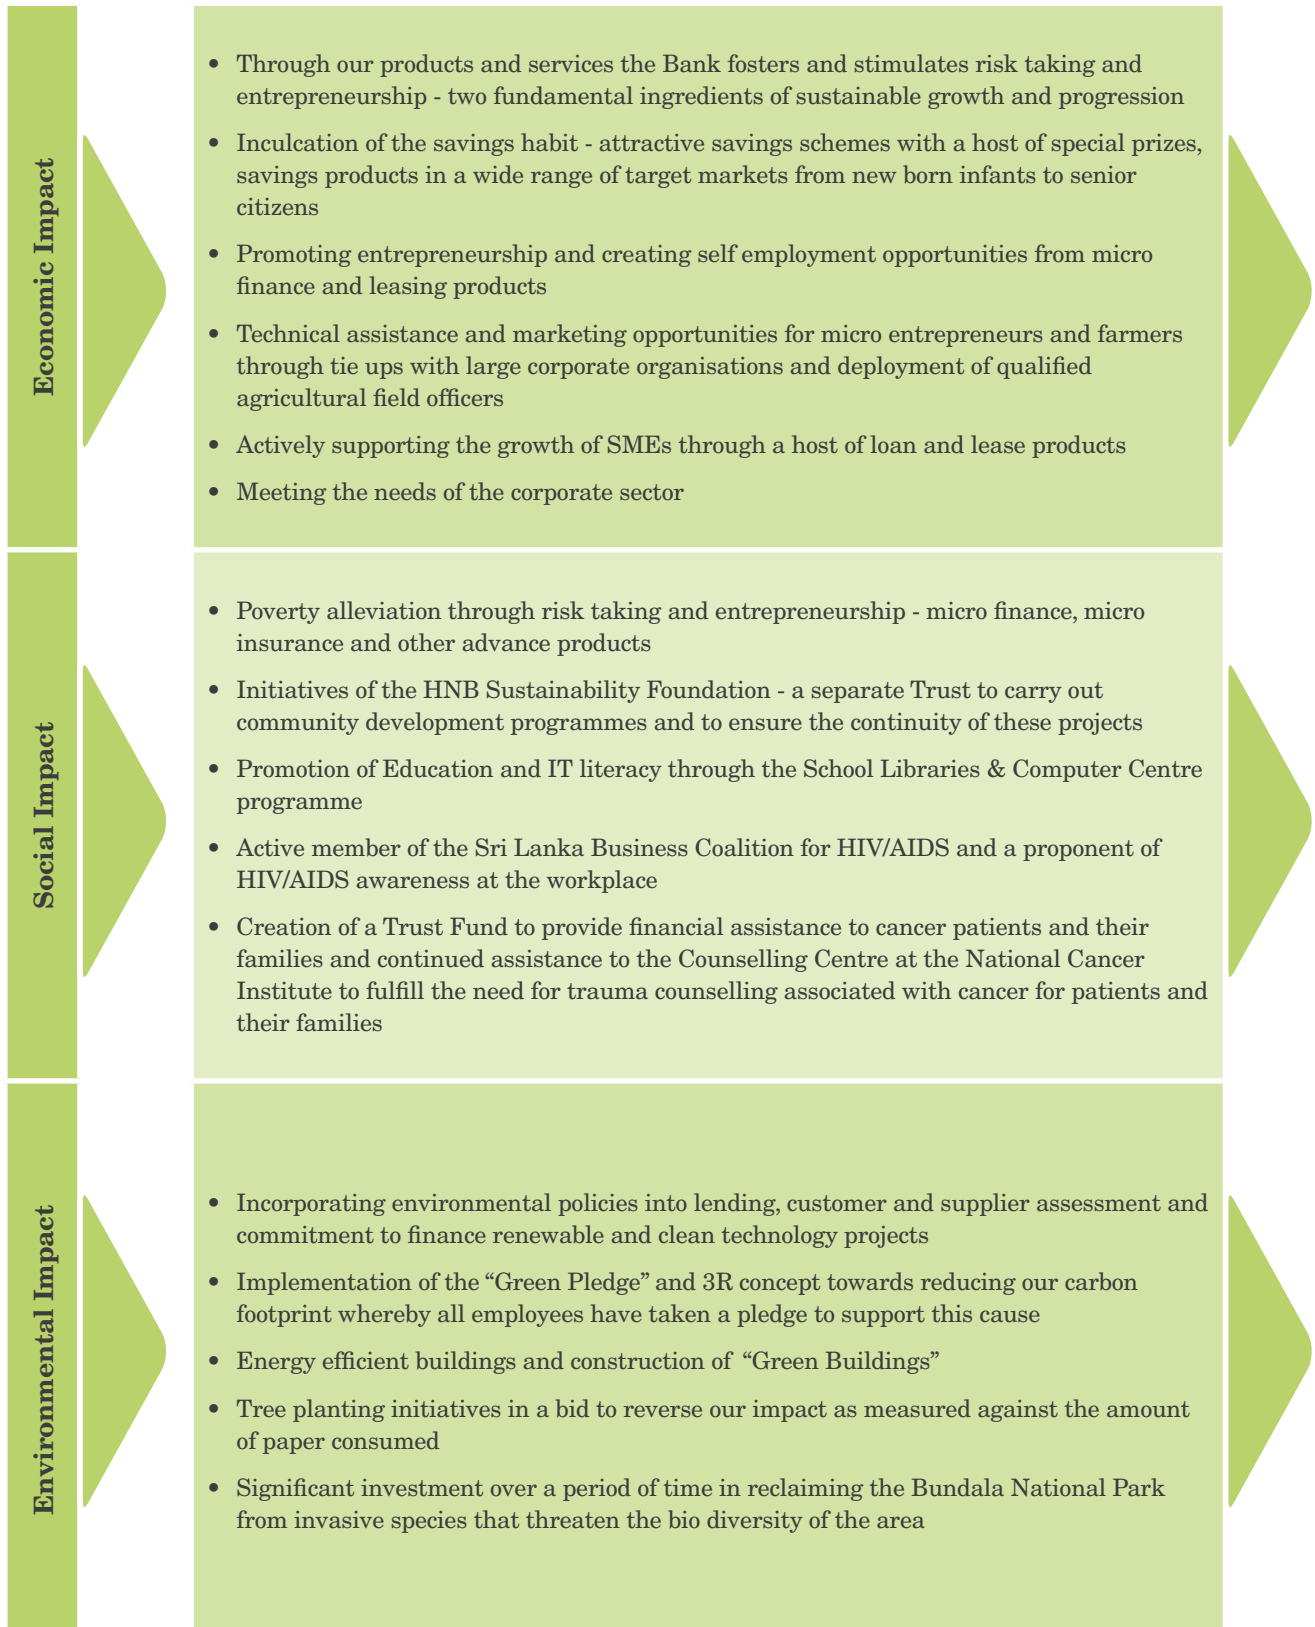 Economic Impact
• Through our products and services the Bank fosters and stimulates risk taking and
entrepreneurship - two fundamental ingredients of sustainable growth and progression
• Inculcation of the savings habit - attractive savings schemes with a host of special prizes,
savings products in a wide range of target markets from new born infants to senior
citizens
• Promoting entrepreneurship and creating self employment opportunities from micro
finance and leasing products
• Technical assistance and marketing opportunities for micro entrepreneurs and farmers
through tie ups with large corporate organisations and deployment of qualified
agricultural field officers
• Actively supporting the growth of SMEs through a host of loan and lease products
• Meeting the needs of the corporate sector
Social Impact
• Poverty alleviation through risk taking and entrepreneurship - micro finance, micro
insurance and other advance products
• Initiatives of the HNB Sustainability Foundation - a separate Trust to carry out
community development programmes and to ensure the continuity of these projects
• Promotion of Education and IT literacy through the School Libraries & Computer Centre
programme
• Active member of the Sri Lanka Business Coalition for HIV/AIDS and a proponent of
HIV/AIDS awareness at the workplace
• Creation of a Trust Fund to provide financial assistance to cancer patients and their
families and continued assistance to the Counselling Centre at the National Cancer
Institute to fulfill the need for trauma counselling associated with cancer for patients and
their families
Environmental Impact
• Incorporating environmental policies into lending, customer and supplier assessment and
commitment to finance renewable and clean technology projects
• Implementation of the “Green Pledge” and 3R concept towards reducing our carbon
footprint whereby all employees have taken a pledge to support this cause
• Energy efficient buildings and construction of “Green Buildings”
• Tree planting initiatives in a bid to reverse our impact as measured against the amount
of paper consumed
• Significant investment over a period of time in reclaiming the Bundala National Park
from invasive species that threaten the bio diversity of the area